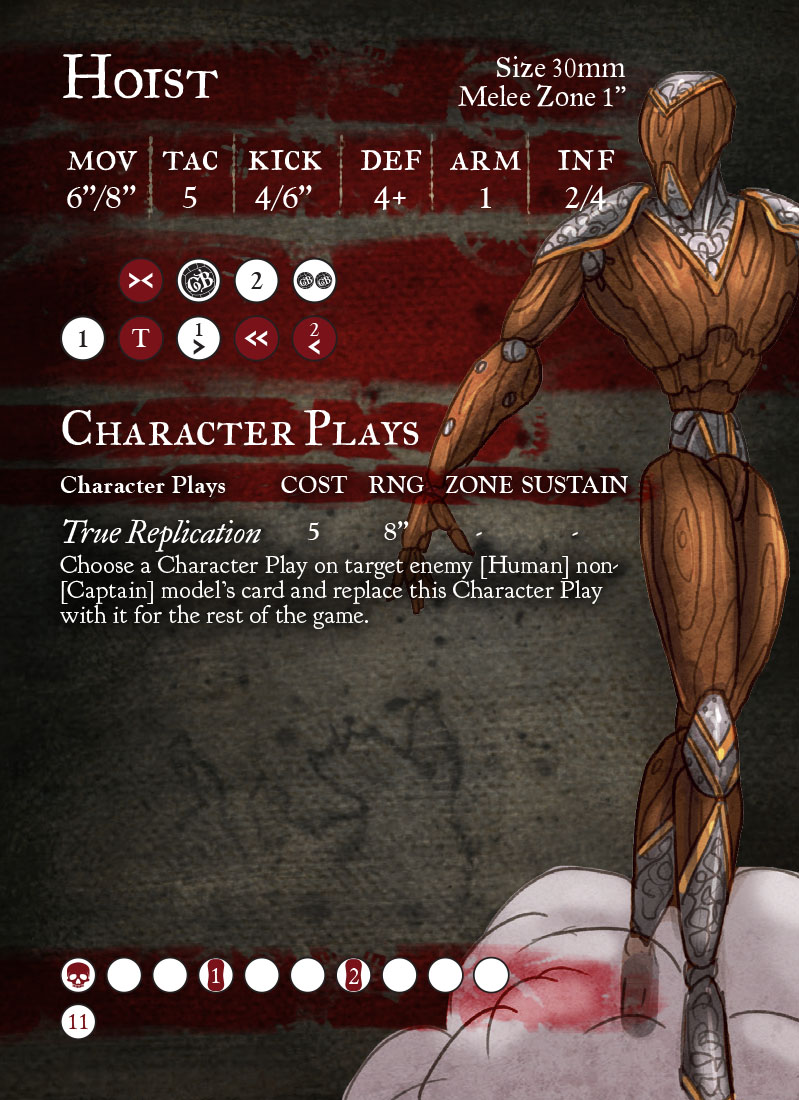 Hoist
Size 30mm
Melee Zone 1”
MOV TAC KICK DEF ARM INF
6”/8” 5 4/6” 4+ 1 2/4
>< GB 2 GB GB
1 T 1 > << 2 <
Character Plays
Character Plays COST RNG ZONE SUSTAIN
True Replication 5 8” - -
Choose a Character Play on target enemy [Human] non-
[Captain] model’s card and replace this Character Play
with it for the rest of the game.
1 2
11